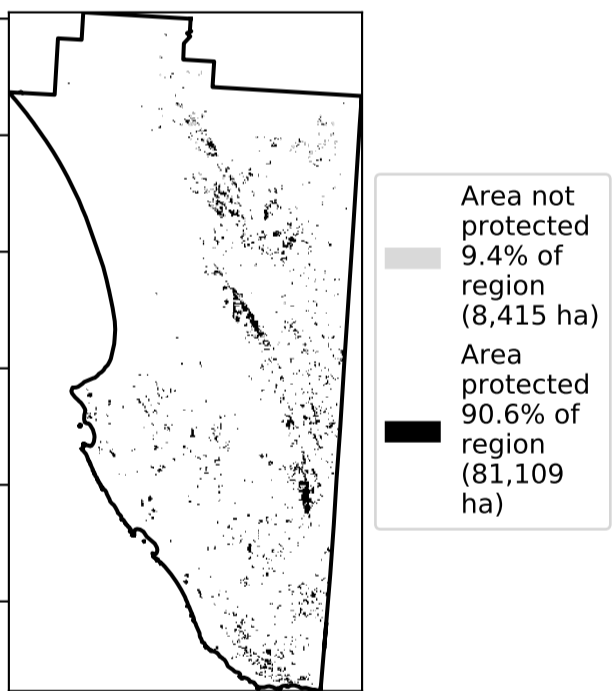 Area not
protected
9.4% of
region
(8,415 ha)
Area
protected
90.6% of
region
(81,109
ha)